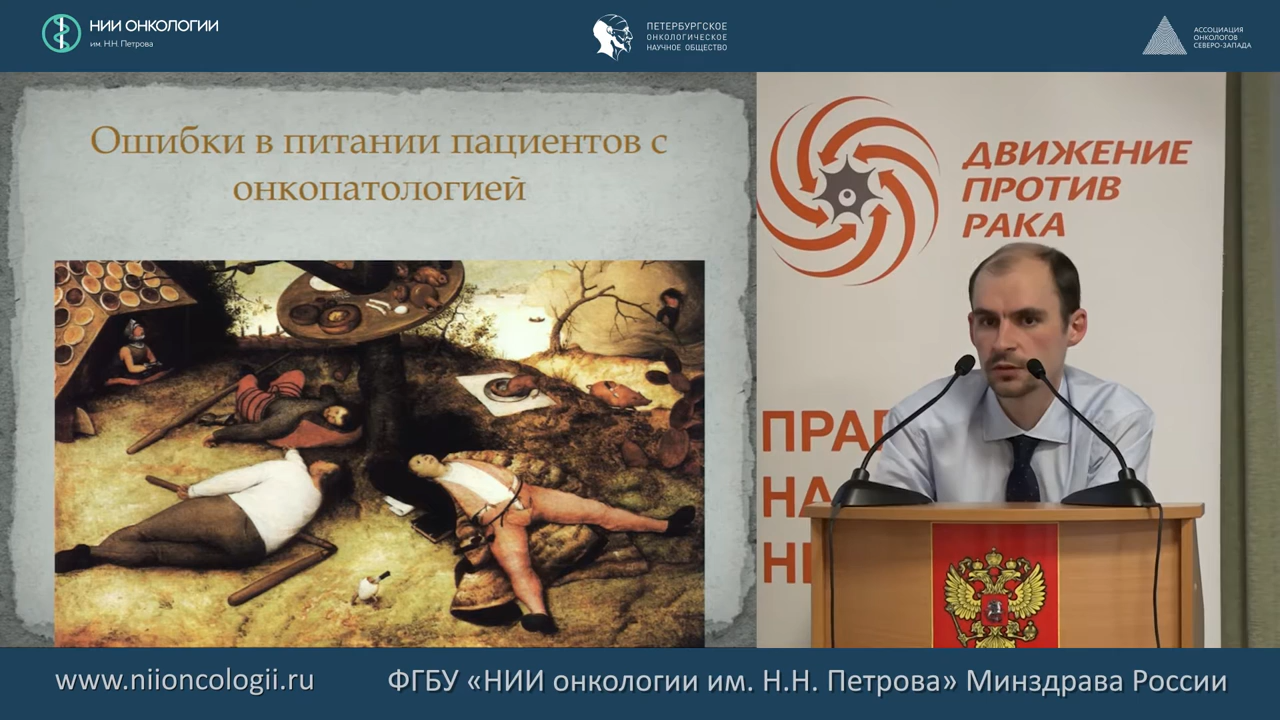 НИИ ОНКОЛОГИИ
им. Н.Н. Петрова
ПЕТЕРБУРГСКОЕ
ОНКОЛОГИЧЕСКОЕ
НАУЧНОЕ ОБЩЕСТВО
АССОЦИАЦИЯ
ОНКОЛОГОВ
СЕВЕРО-ЗАПАДА
Ошибки в питании пациентов с
онкопатологией
ДВИЖЕНИЕ
ПРОТИВ
РАКА
НА
www.niioncologii.ru
ФГБУ «НИИ онкологии им. Н.Н. Петрова» Минздрава России